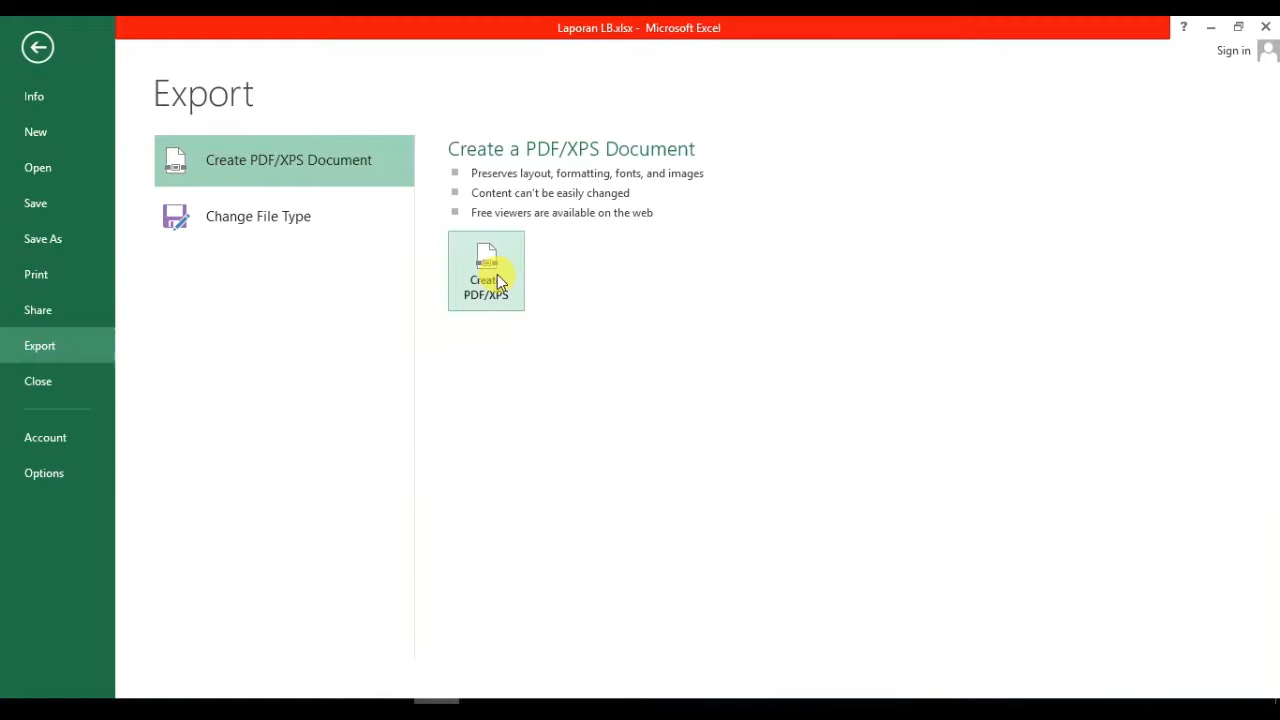 Laporan LB.xlsx - Microsoft Excel
?
Sign in
Info
New
Open
Save
Save As
Print
Share
Export
Close
Account
Options
Export
Create PDF/XPS Document
Change File Type
Create a PDF/XPS Document
Preserves layout, formatting, fonts, and images
Content can't be easily changed
Free viewers are available on the web
Create
PDF/XPS